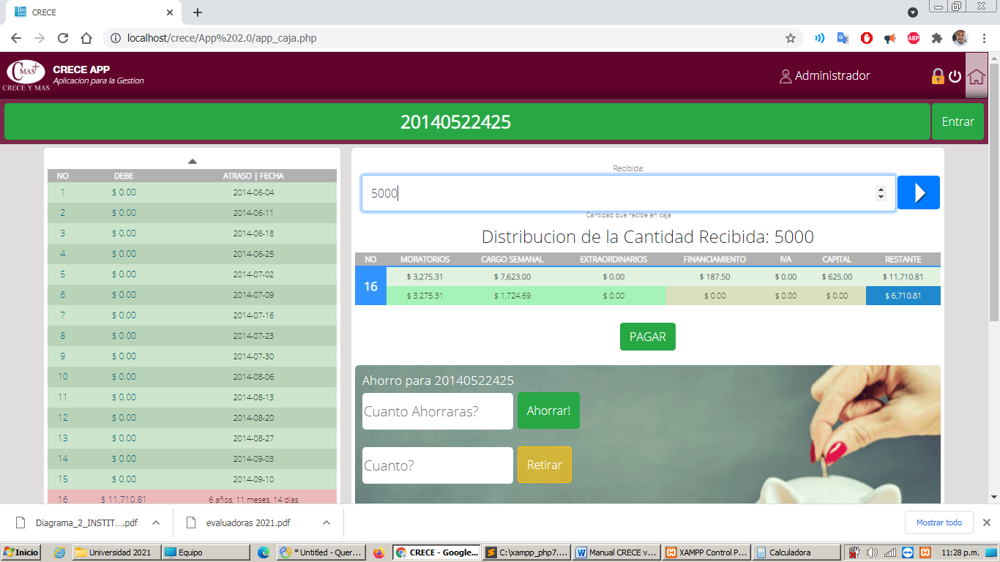 CRECE
localhost/crece/App%202.0/app_caja.php
CMAS+
CRECE Y MAS
CRECE APP
Aplicacion para la Gestion
Administrador
20140522425
Entrar
NO DEBE ATRASO | FECHA
1 $ 0.00 2014-06-04
2 $ 0.00 2014-06-11
3 $ 0.00 2014-06-18
4 $ 0.00 2014-06-25
5 $ 0.00 2014-07-02
6 $ 0.00 2014-07-09
7 $ 0.00 2014-07-16
8 $ 0.00 2014-07-23
9 $ 0.00 2014-07-30
10 $ 0.00 2014-08-06
11 $ 0.00 2014-08-13
12 $ 0.00 2014-08-20
13 $ 0.00 2014-08-27
14 $ 0.00 2014-09-03
15 $ 0.00 2014-09-10
16 $ 11,710.81 6 años, 11 meses, 14 dias
Recibida:
5000
Cantidad que recibe en caja
Distribucion de la Cantidad Recibida: 5000
NO MORATORIOS CARGO SEMANAL EXTRAORDINARIOS FINANCIAMIENTO IVA CAPITAL RESTANTE
16
$ 3,275.31 $ 7,623.00 $ 0.00 $ 187.50 $ 0.00 $ 625.00 $ 11,710.81
$ 3,275.31 $ 1,724.69 $ 0.00 $ 0.00 $ 0.00 $ 0.00 $ 6,710.81
PAGAR
Ahorro para 20140522425
Cuanto Ahorraras? Ahorrar!
Cuanto? Retirar
Diagrama_2_INSTIT....pdf evaluadoras 2021.pdf Mostrar todo
Inicio Universidad 2021 Equipo * Untitled - Quer... CRECE - Google... C:\xampp_php7.... Manual CRECE v... XAMPP Control P... Calculadora 11:28 p.m.